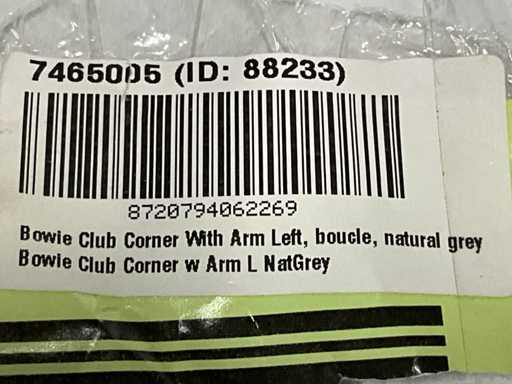 7465005 (ID: 88233)
8720794062269
Bowie Club Corner With Arm Left, boucle, natural grey
Bowie Club Corner w Arm L NatGrey